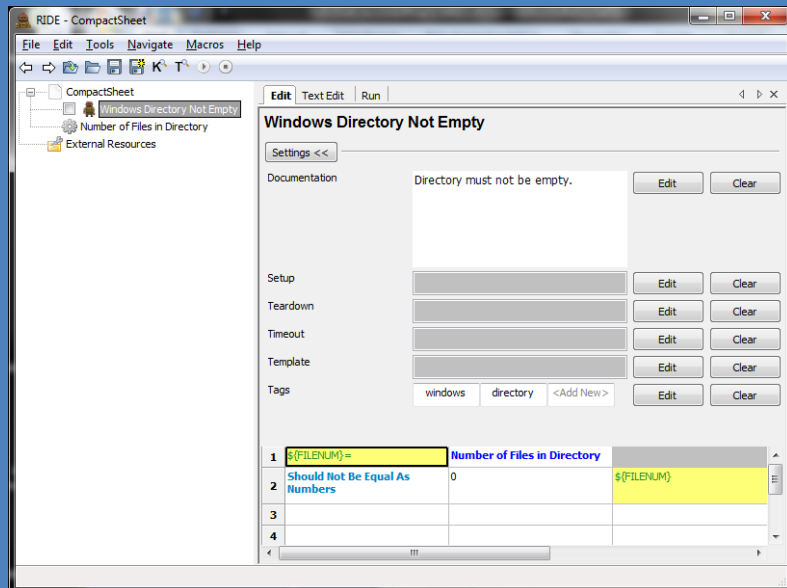 RIDE - CompactSheet
File Edit Tools Navigate Macros Help
K T
CompactSheet
Windows Directory Not Empty
Number of Files in Directory
External Resources
Edit Text Edit Run
Windows Directory Not Empty
Settings <<
Documentation Directory must not be empty. Edit Clear
Setup Edit Clear
Teardown Edit Clear
Timeout Edit Clear
Template Edit Clear
Tags windows directory <Add New> Edit Clear
1 ${FILENUM}= Number of Files in Directory
2 Should Not Be Equal As 0 ${FILENUM}
Numbers
3
4